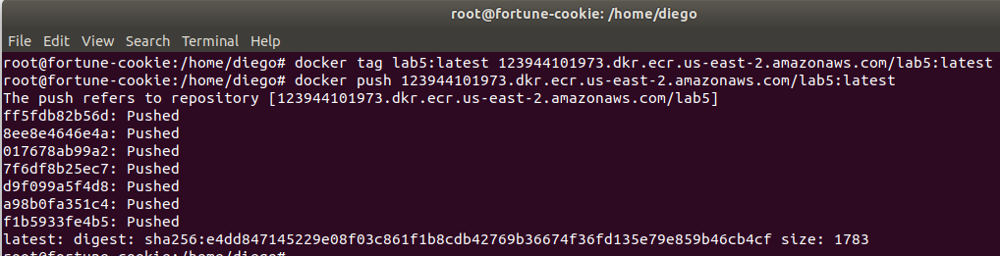 root@fortune-cookie: /home/diego
File Edit View Search Terminal Help
root@fortune-cookie:/home/diego# docker tag lab5:latest 123944101973.dkr.ecr.us-east-2.amazonaws.com/lab5:latest
root@fortune-cookie:/home/diego# docker push 123944101973.dkr.ecr.us-east-2.amazonaws.com/lab5:latest
The push refers to repository [123944101973.dkr.ecr.us-east-2.amazonaws.com/lab5]
ff5fdb82b56d: Pushed
8ee8e4646e4a: Pushed
017678ab99a2: Pushed
7f6df8b25ec7: Pushed
d9f099a5f4d8: Pushed
a98b0fa351c4: Pushed
f1b5933fe4b5: Pushed
latest: digest: sha256:e4dd847145229e08f03c861f1b8cdb42769b36674f36fd135e79e859b46cb4cf size: 1783
root@fortune-cookie:/home/diego#